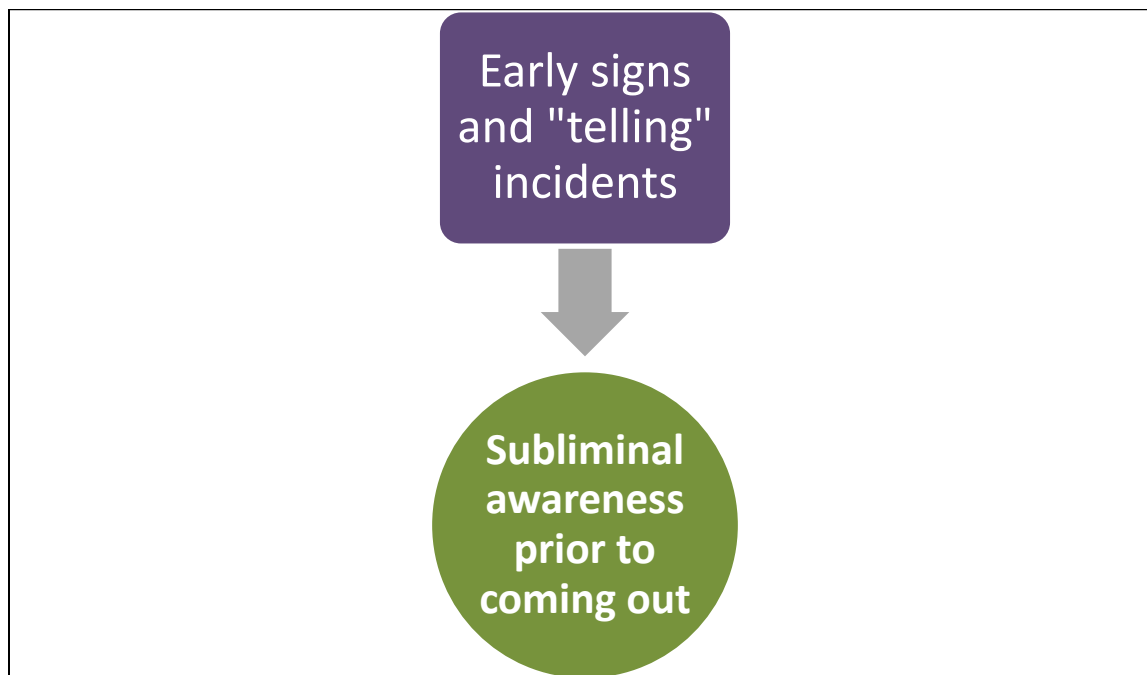 Early signs
and "telling"
incidents
Subliminal
awareness
prior to
coming out